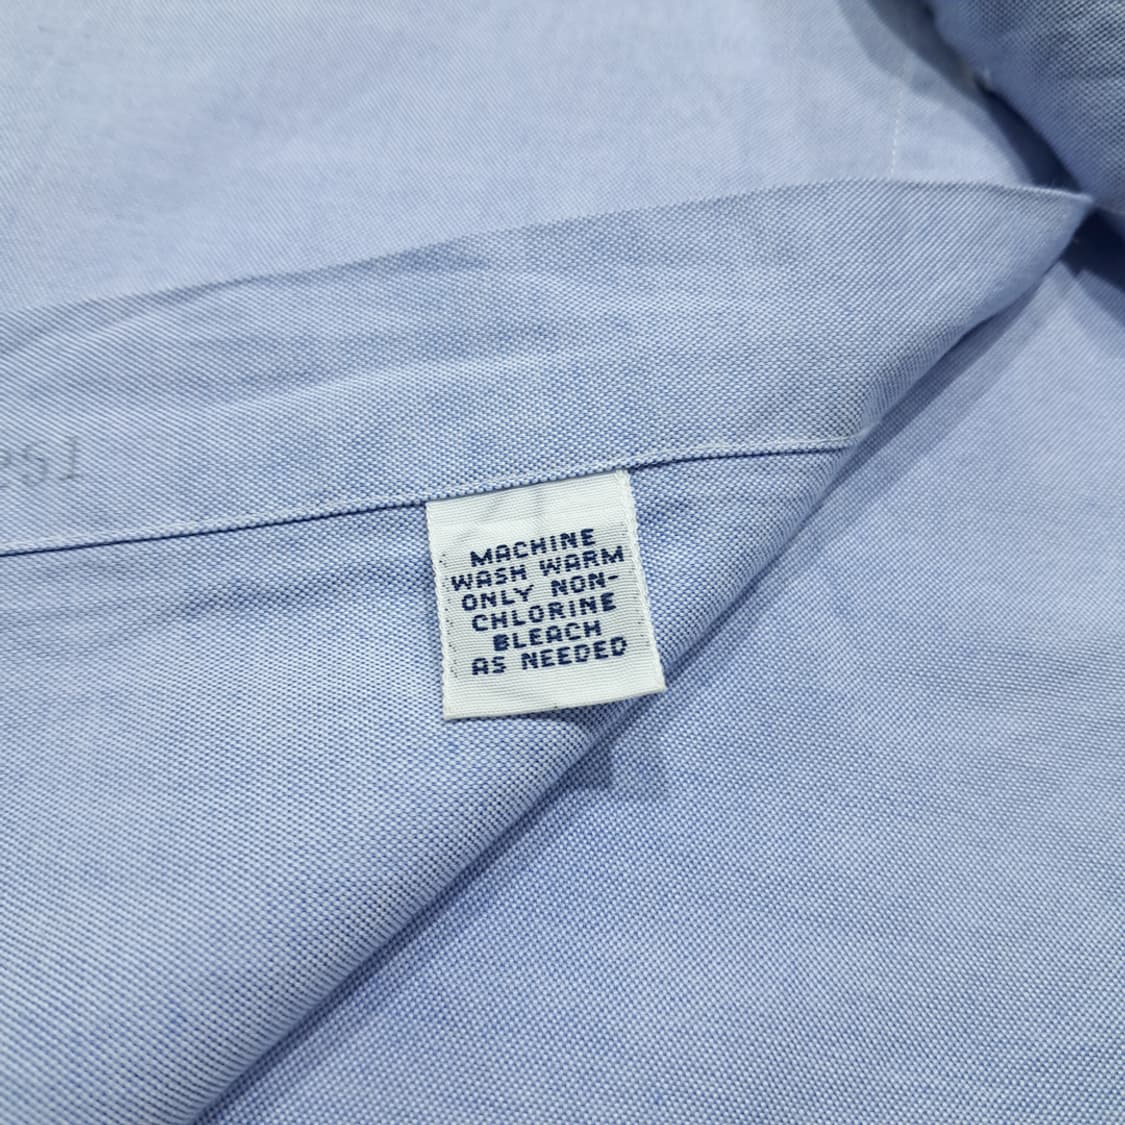 MACHINE
WASH WARM
ONLY NON-
CHLORINE
BLEACH
AS NEEDED